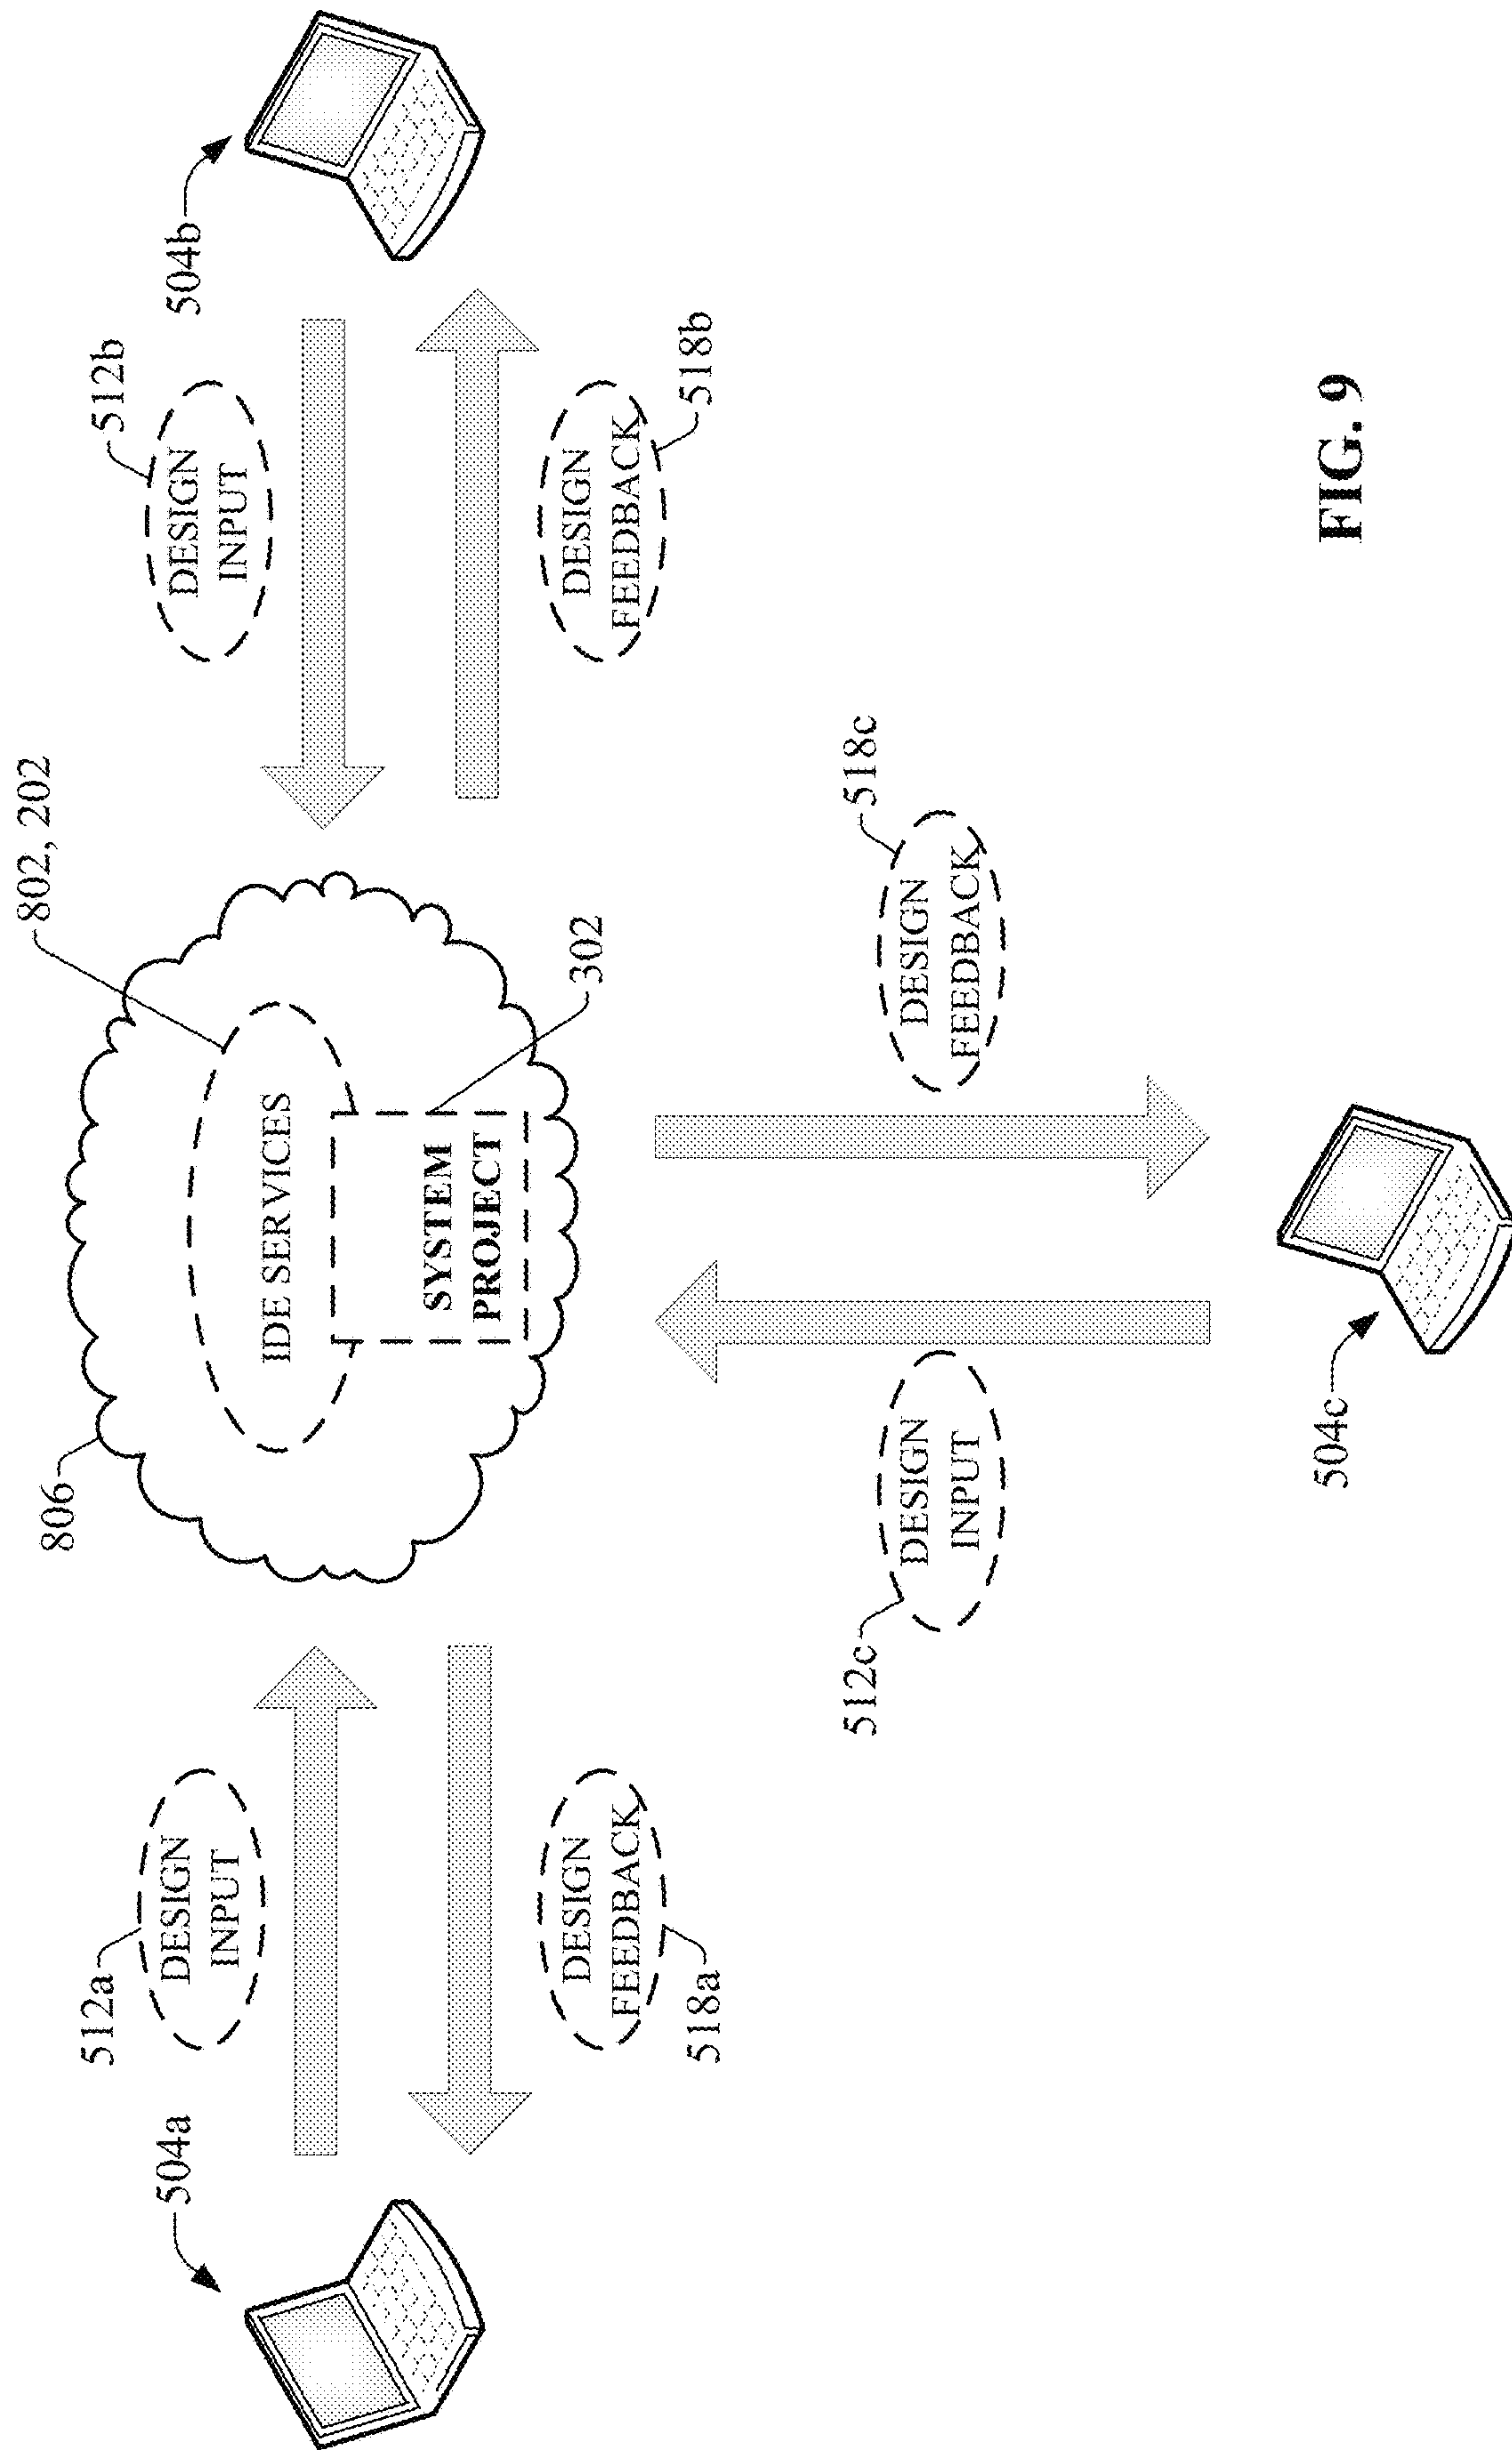 802, 202
806
IDE SERVICES
SYSTEM
PROJECT
302
504a
512a
DESIGN
INPUT
DESIGN
FEEDBACK
518a
504b
512b
DESIGN
INPUT
DESIGN
FEEDBACK
518b
512c
DESIGN
INPUT
518c
DESIGN
FEEDBACK
504c
FIG. 9